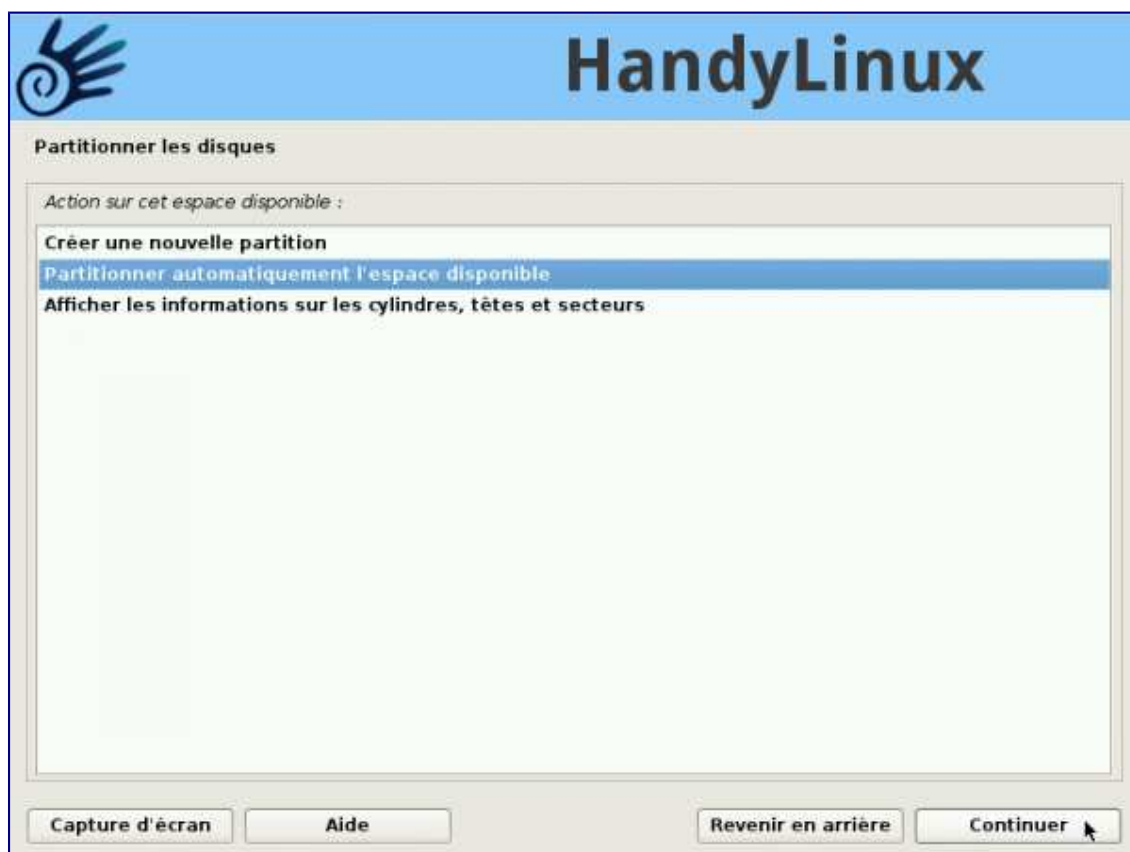 HandyLinux
Partitionner les disques
Action sur cet espace disponible :
Créer une nouvelle partition
Partitionner automatiquement l'espace disponible
Afficher les informations sur les cylindres, têtes et secteurs
Capture d'écran
Aide
Revenir en arrière
Continuer